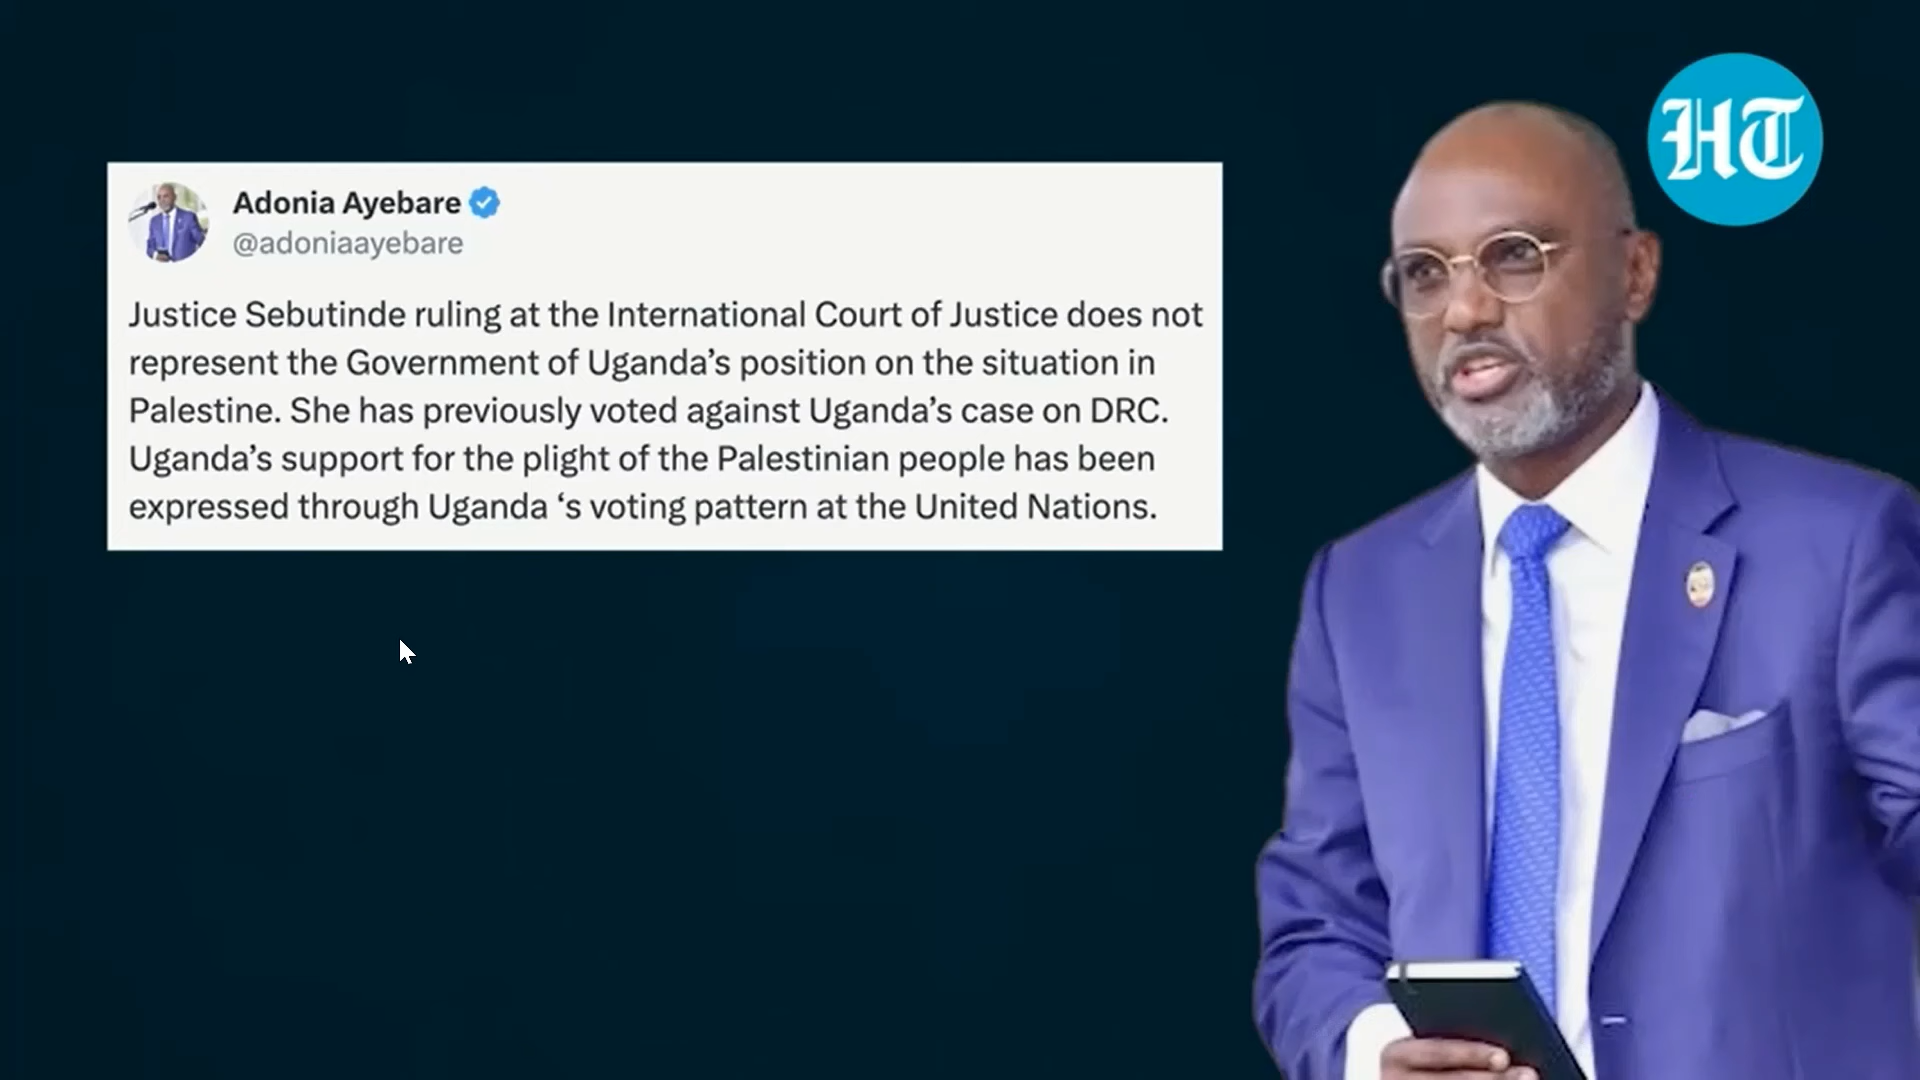 HT
Adonia Ayebare
@adoniaayebare
Justice Sebutinde ruling at the International Court of Justice does not
represent the Government of Uganda’s position on the situation in
Palestine. She has previously voted against Uganda’s case on DRC.
Uganda’s support for the plight of the Palestinian people has been
expressed through Uganda ‘s voting pattern at the United Nations.